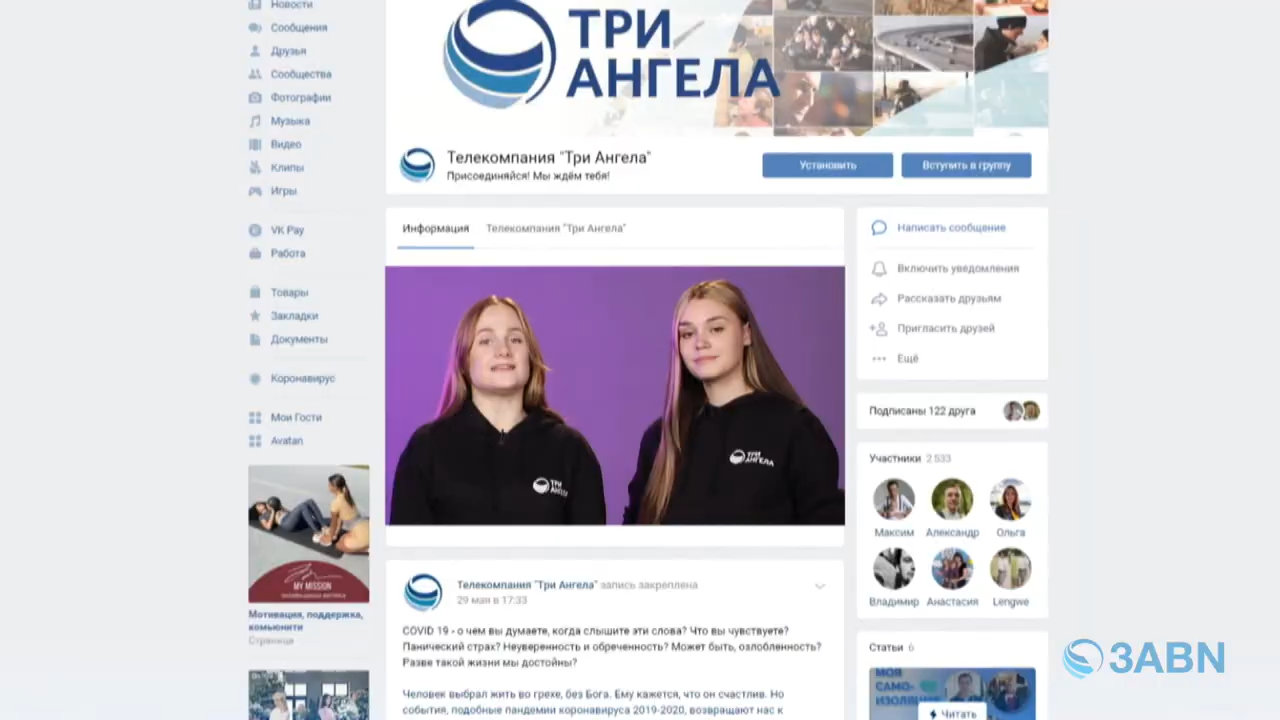 Новости
Сообщения
Друзья
Сообщества
Фотографии
Музыка
Видео
Клипы
Игры
VK Pay
Работа
Товары
Закладки
Документы
Коронавирус
Мои Гости
Avatan
MY MISSION
Мотивация, поддержка,
комьюнити
Страница
ТРИ
АНГЕЛА
Телекомпания "Три Ангела"
Присоединяйся! Мы ждём тебя!
Установить
Вступить в группу
Информация
Телекомпания "Три Ангела"
ТРИ
АНГЕЛА
ТРИ
АНГЕЛА
Телекомпания "Три Ангела" запись закреплена
29 мая в 17:33
COVID 19 - о чем вы думаете, когда слышите эти слова? Что вы чувствуете?
Панический страх? Неуверенность и обреченность? Может быть, озлобленность?
Разве такой жизни мы достойны?
Человек выбрал жить во грехе, без Бога. Ему кажется, что он счастлив. Но
события, подобные пандемии коронавируса 2019-2020, возвращают нас к
Написать сообщение
Включить уведомления
Рассказать друзьям
Пригласить друзей
Ещё
Подписаны 122 друга
Участники 2 533
Максим
Александр
Ольга
Владимир
Анастасия
Lengwe
Статьи 6
МОЯ
САМО-
ИЗОЛЯЦИЯ
Читать
3ABN